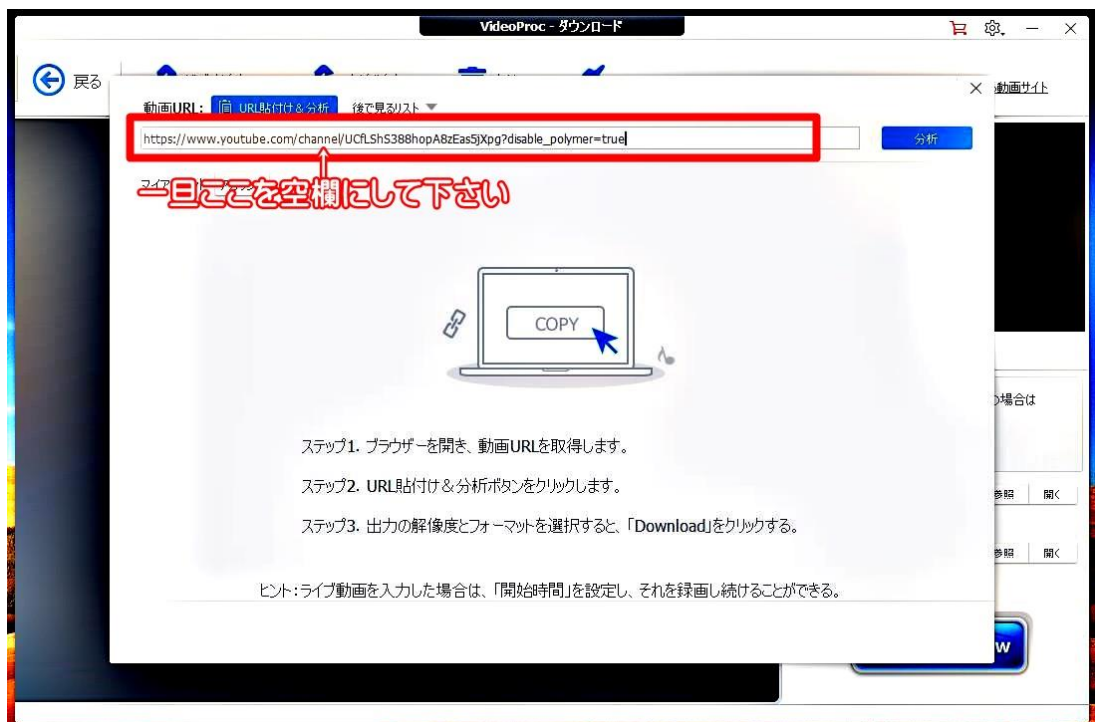 VideoProc - ダウンロード
戻る
動画サイト
動画URL: URL貼付け&分析 後で見るリスト
https://www.youtube.com/channel/UCfLShS388hopA8zEas5jXpg?disable_polymer=true
分析
一旦ここを空欄にして下さい
COPY
の場合は
ステップ1. ブラウザーを開き、動画URLを取得します。
ステップ2. URL貼付け&分析ボタンをクリックします。
参照 開く
ステップ3. 出力の解像度とフォーマットを選択すると、「Download」をクリックする。
参照 開く
ヒント:ライブ動画を入力した場合は、「開始時間」を設定し、それを録画し続けることができる。